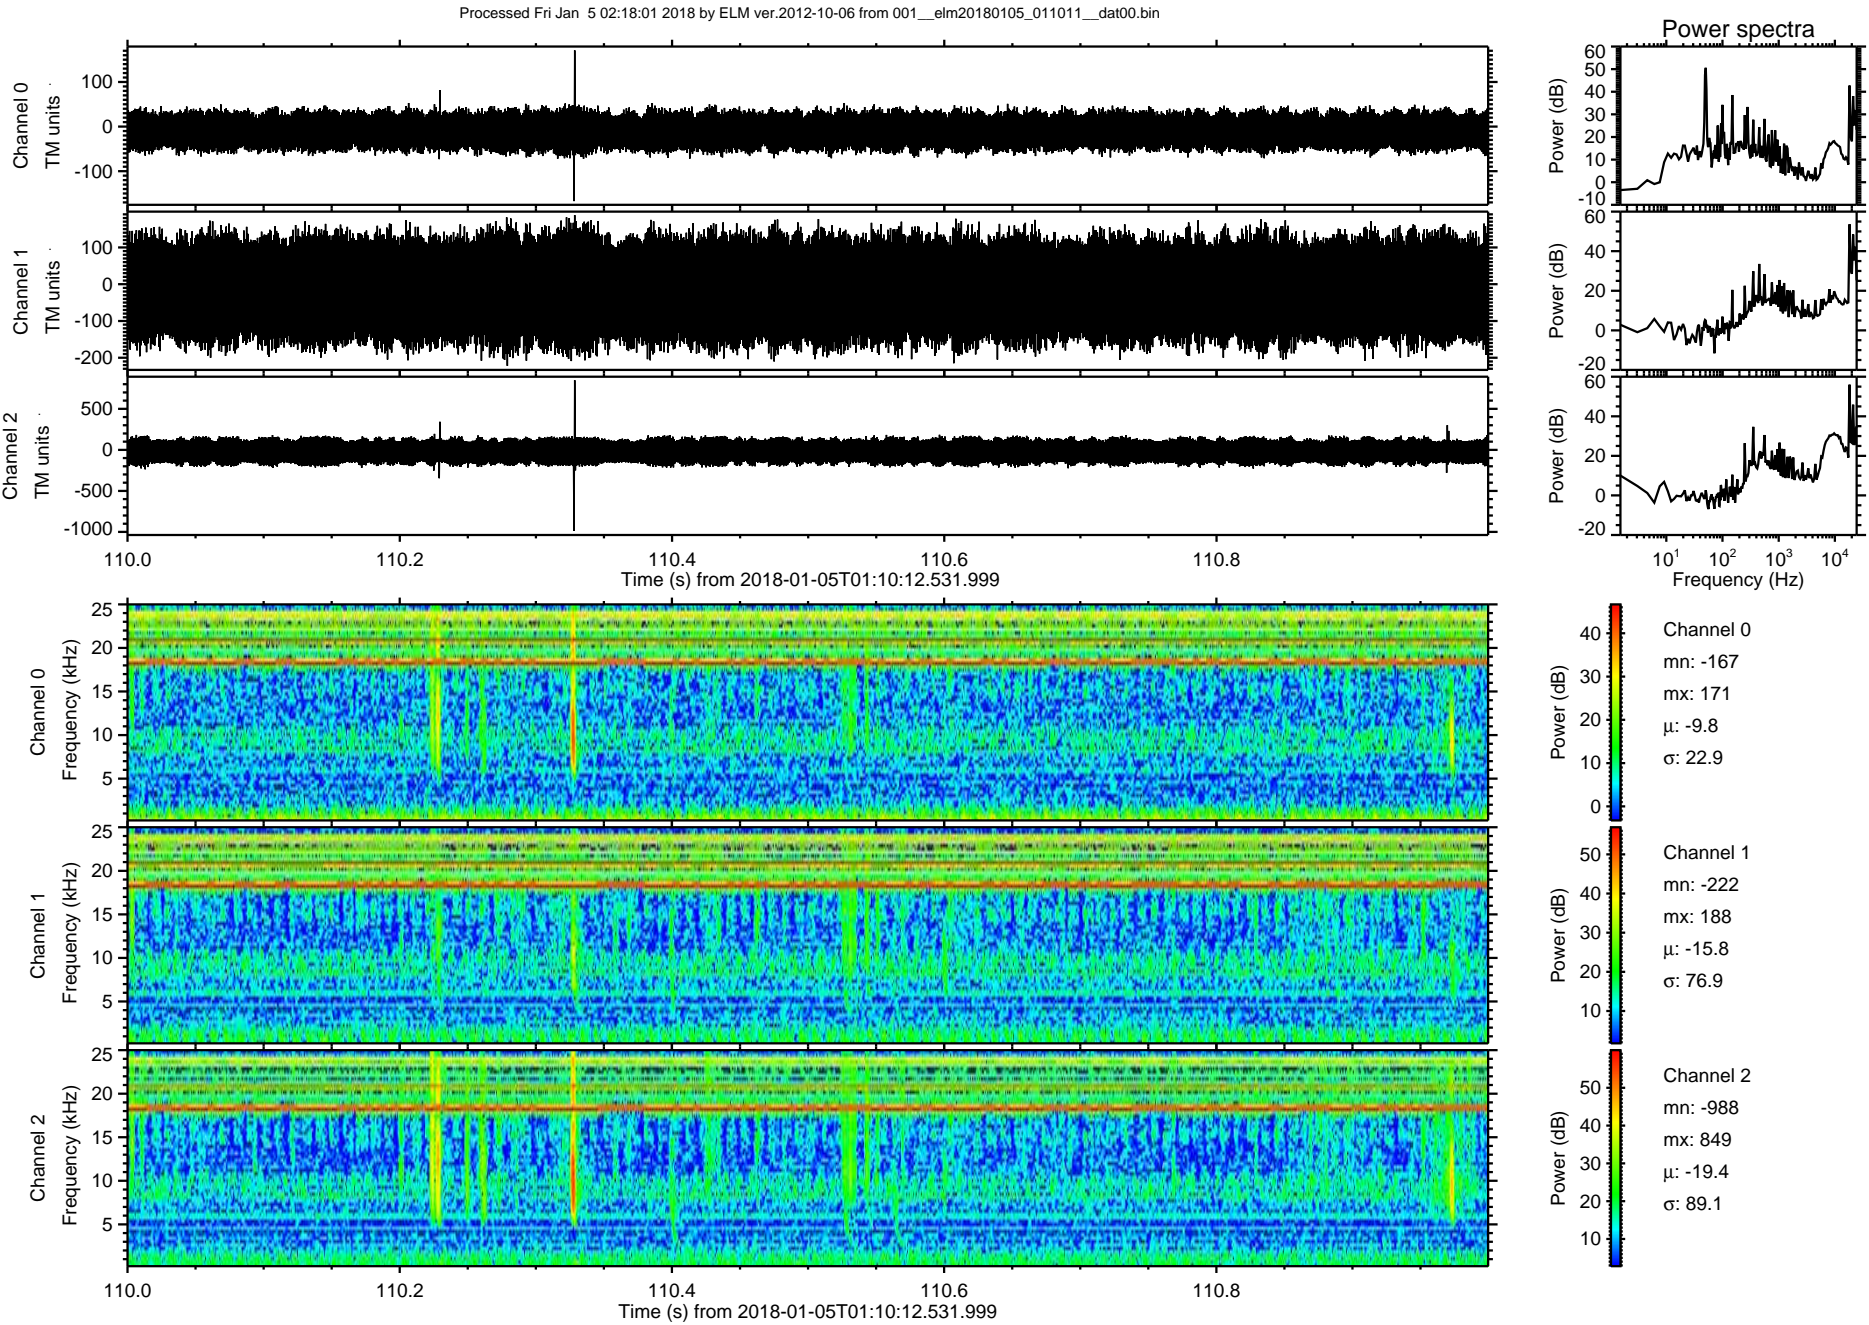 Processed Fri Jan  5 02:18:01 2018 by ELM ver.2012-10-06 from 001__elm20180105_011011__dat00.bin
Power spectra
Channel 0
TM units
100
0
-100
Power (dB)
60
50
40
30
20
10
0
-10
Channel 1
TM units
100
0
-100
-200
Power (dB)
60
40
20
0
-20
Channel 2
TM units
500
0
-500
-1000
Power (dB)
60
40
20
0
-20
110.0 110.2 110.4 110.6 110.8
Time (s) from 2018-01-05T01:10:12.531.999
10^1 10^2 10^3 10^4
Frequency (Hz)
Channel 0
Frequency (kHz)
25
20
15
10
5
Power (dB)
40
30
20
10
0
Channel 0
mn: -167
mx: 171
μ: -9.8
σ: 22.9
Channel 1
Frequency (kHz)
25
20
15
10
5
Power (dB)
50
40
30
20
10
Channel 1
mn: -222
mx: 188
μ: -15.8
σ: 76.9
Channel 2
Frequency (kHz)
25
20
15
10
5
Power (dB)
50
40
30
20
10
Channel 2
mn: -988
mx: 849
μ: -19.4
σ: 89.1
110.0 110.2 110.4 110.6 110.8
Time (s) from 2018-01-05T01:10:12.531.999